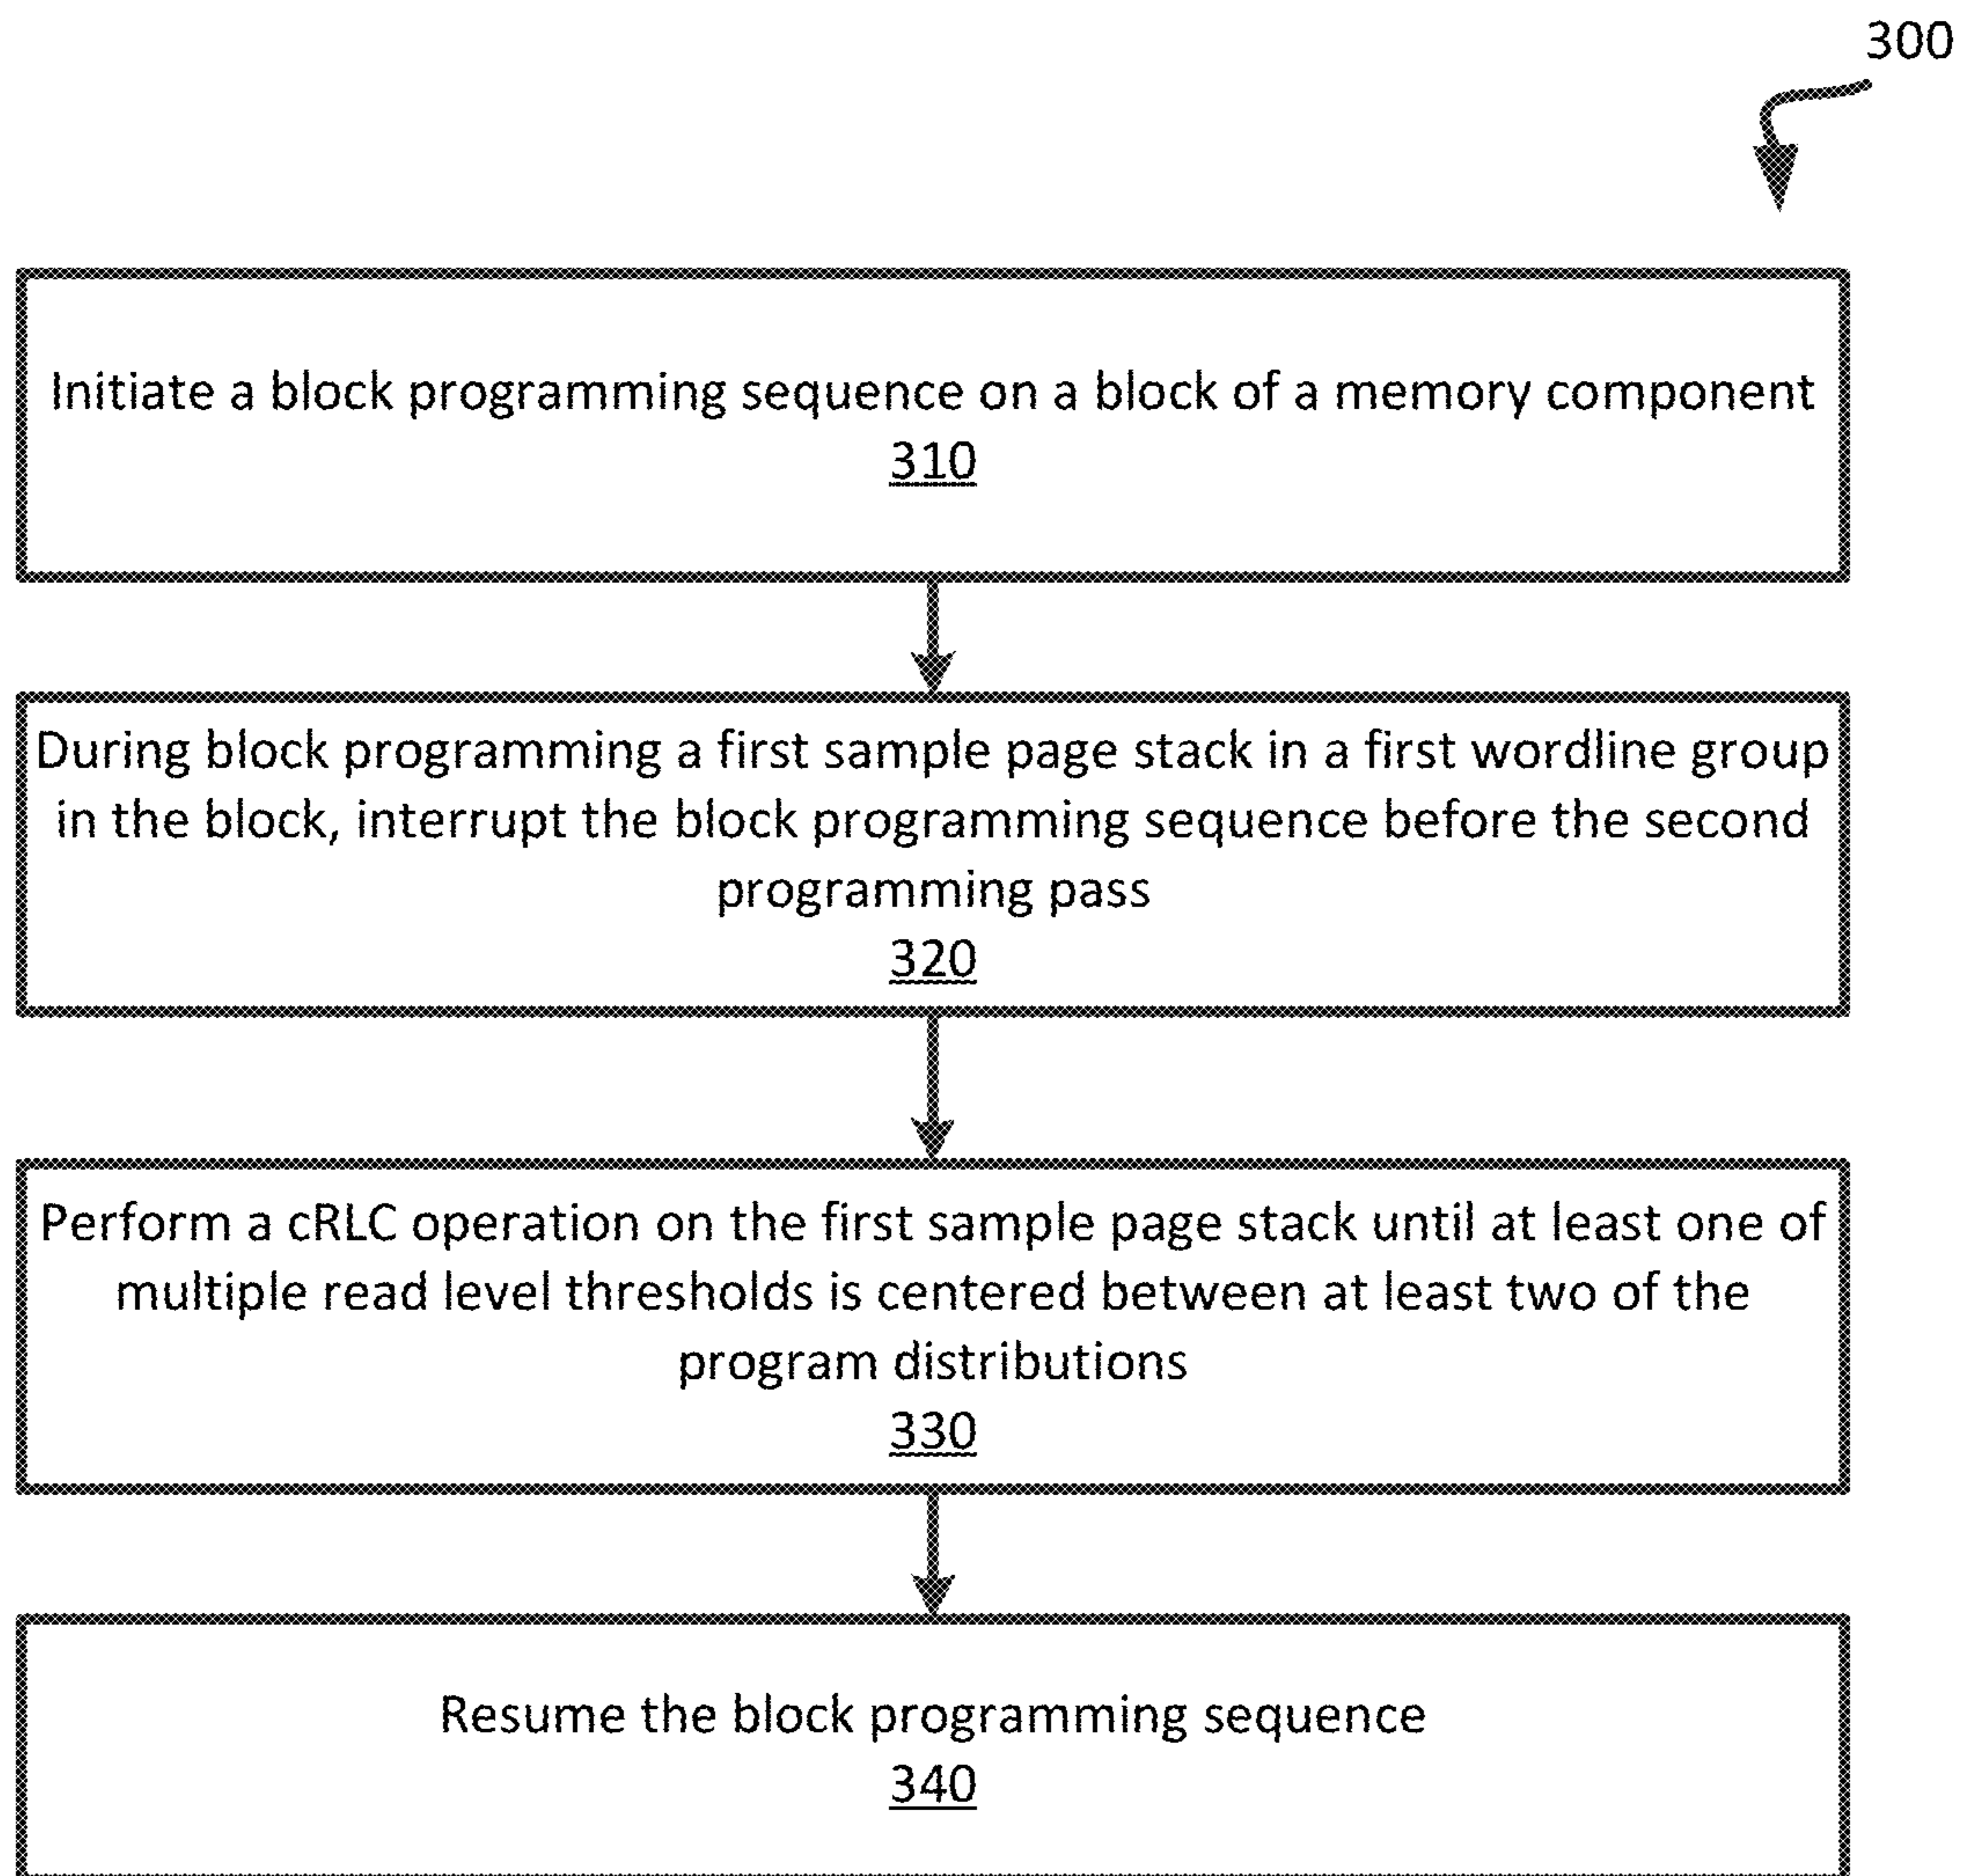 300
Initiate a block programming sequence on a block of a memory component
310
During block programming a first sample page stack in a first wordline group
in the block, interrupt the block programming sequence before the second
programming pass
320
Perform a cRLC operation on the first sample page stack until at least one of
multiple read level thresholds is centered between at least two of the
program distributions
330
Resume the block programming sequence
340